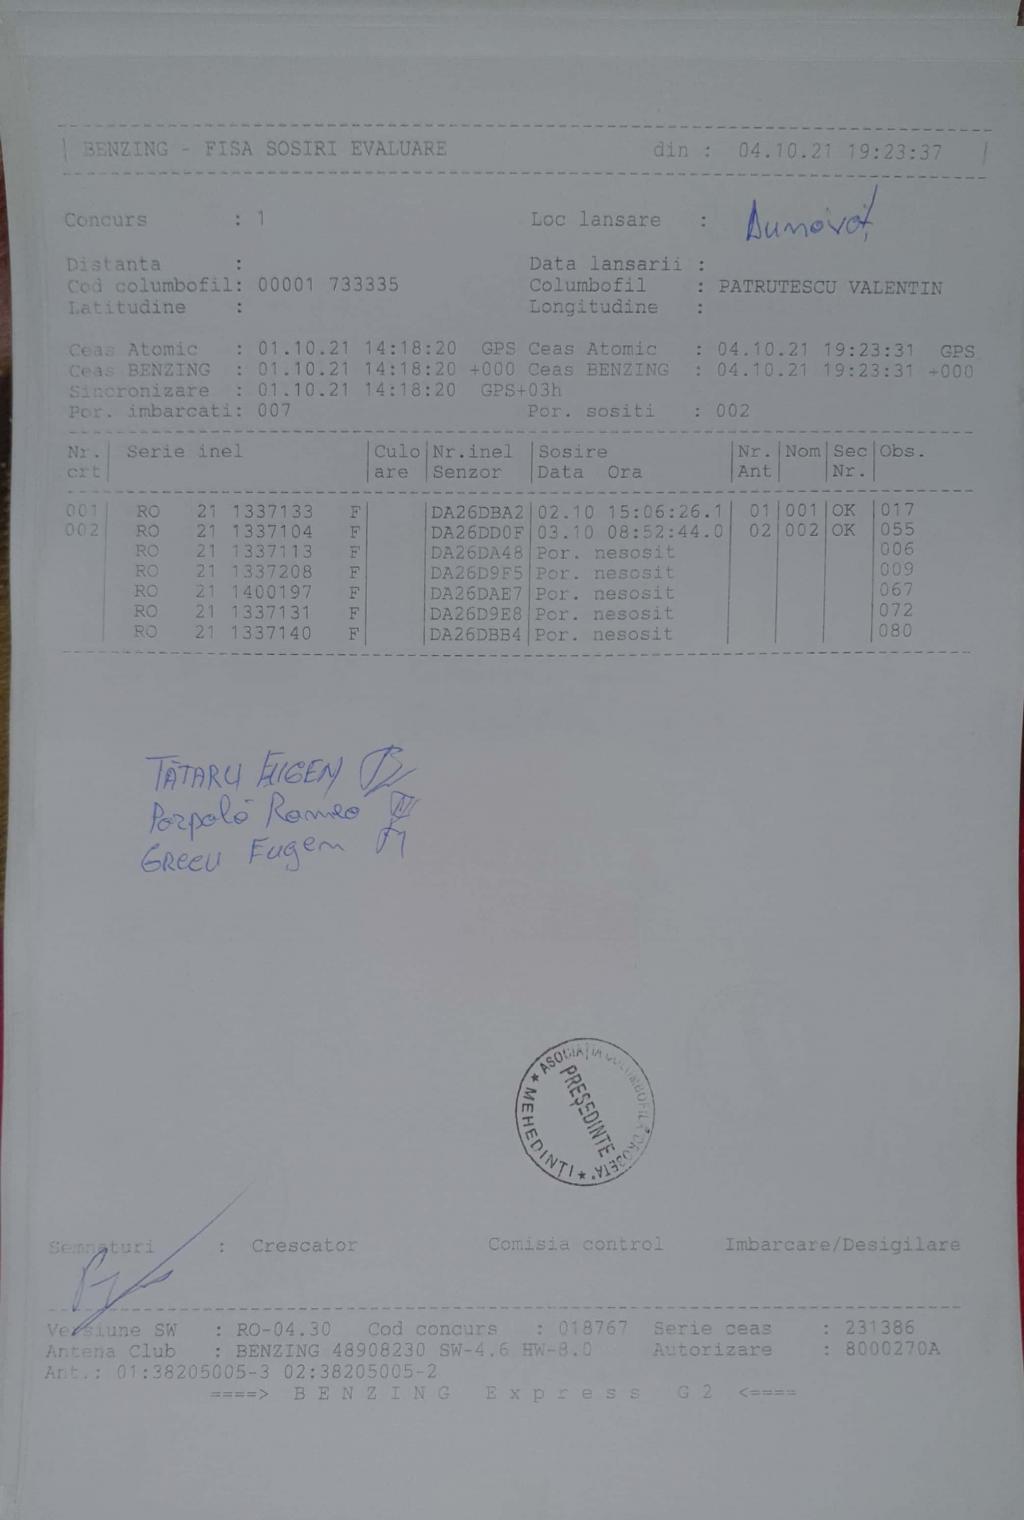 BENZING - FISA SOSIRI EVALUARE din : 04.10.21 19:23:37
Concurs : 1 Loc lansare : Dunavăț
Distanta : Data lansarii :
Cod columbofil: 00001 733335 Columbofil : PATRUTESCU VALENTIN
Latitudine : Longitudine :
Ceas Atomic : 01.10.21 14:18:20 GPS Ceas Atomic : 04.10.21 19:23:31 GPS
Ceas BENZING : 01.10.21 14:18:20 +000 Ceas BENZING : 04.10.21 19:23:31 +000
Sincronizare : 01.10.21 14:18:20 GPS+03h
Por. imbarcati: 007 Por. sositi : 002
Nr. Serie inel Culo Nr.inel Sosire Nr. Nom Sec Obs.
crt are Senzor Data Ora Ant Nr.
001 RO 21 1337133 F DA26DBA2 02.10 15:06:26.1 01 001 OK 017
002 RO 21 1337104 F DA26DD0F 03.10 08:52:44.0 02 002 OK 055
RO 21 1337113 F DA26DA48 Por. nesosit 006
RO 21 1337208 F DA26D9F5 Por. nesosit 009
RO 21 1400197 F DA26DAE7 Por. nesosit 067
RO 21 1337131 F DA26D9E8 Por. nesosit 072
RO 21 1337140 F DA26DBB4 Por. nesosit 080
TĂTARU EUGEN
Pozpală Romeo
GRECU Eugen
ASOCIAȚIA COLUMBOFILĂ "DROBETA"
PREȘEDINTE
* MEHEDINTI *
Semnaturi : Crescator Comisia control Imbarcare/Desigilare
Versiune SW : RO-04.30 Cod concurs : 018767 Serie ceas : 231386
Antena Club : BENZING 48908230 SW-4.6 HW-8.0 Autorizare : 8000270A
Ant.: 01:38205005-3 02:38205005-2
====> B E N Z I N G E x p r e s s G 2 <====